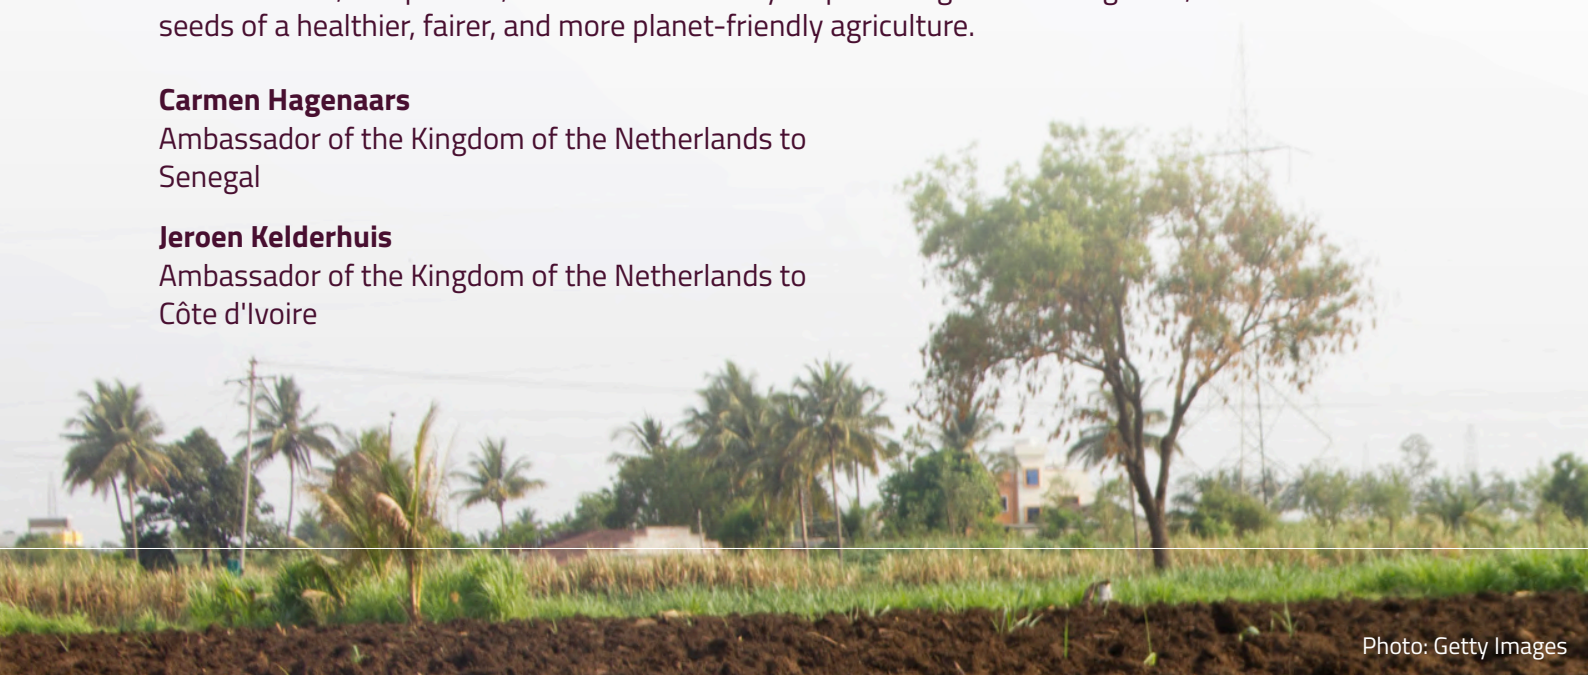 seeds of a healthier, fairer, and more planet-friendly agriculture.
Carmen Hagenaars
Ambassador of the Kingdom of the Netherlands to
Senegal
Jeroen Kelderhuis
Ambassador of the Kingdom of the Netherlands to
Côte d'Ivoire
Photo: Getty Images